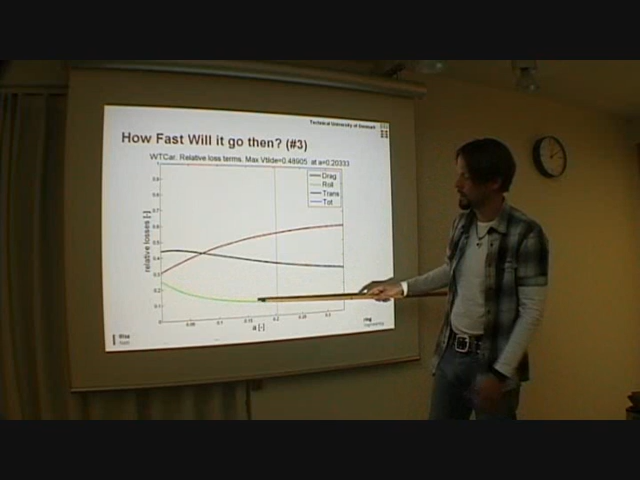 Technical University of Denmark
How Fast Will it go then? (#3)
WTCar. Relative loss terms. Max Vtilde=0.48905 at a=0.20333
Drag
Roll
Trans
Tot
relative losses [-]
a [-]